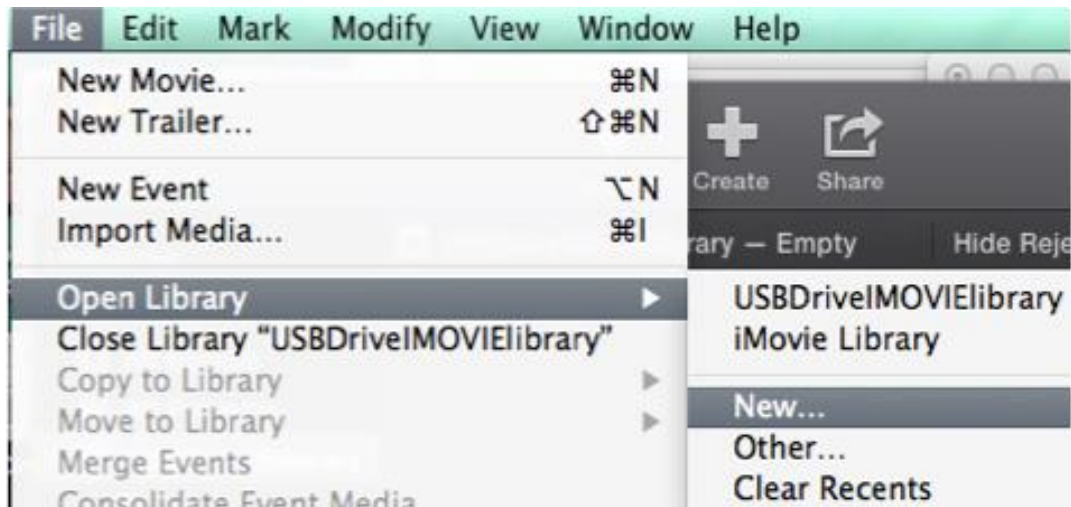 File Edit Mark Modify View Window Help
New Movie... ⌘N
New Trailer... ⇧⌘N
New Event ⌥N
Import Media... ⌘I
Open Library ▶
Close Library “USBDriveIMOVIElibrary”
Copy to Library ▶
Move to Library ▶
Merge Events
Consolidate Event Media
Create Share
rary — Empty Hide Reje
USBDriveIMOVIElibrary
iMovie Library
New...
Other...
Clear Recents